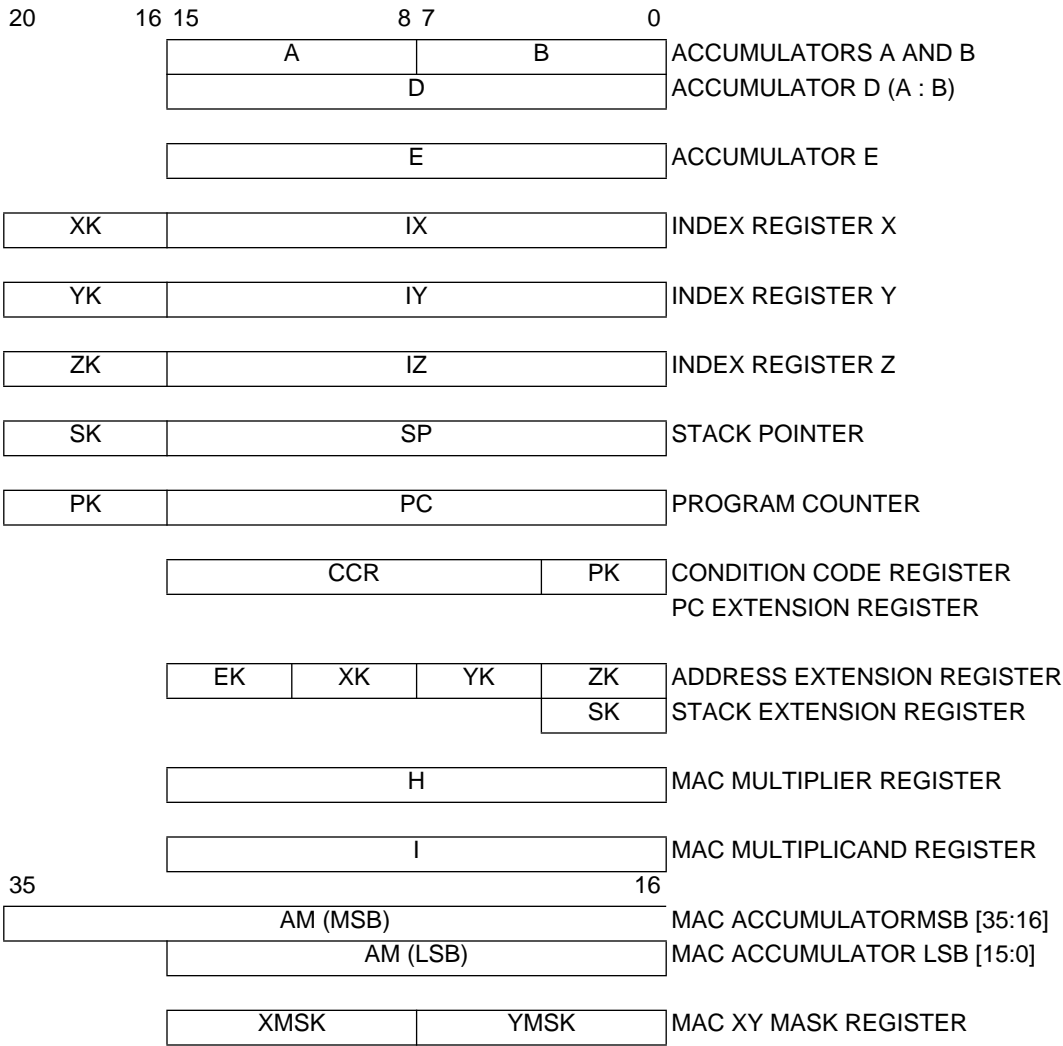 20 16 15 8 7 0
A B ACCUMULATORS A AND B
D ACCUMULATOR D (A : B)
E ACCUMULATOR E
XK IX INDEX REGISTER X
YK IY INDEX REGISTER Y
ZK IZ INDEX REGISTER Z
SK SP STACK POINTER
PK PC PROGRAM COUNTER
CCR PK CONDITION CODE REGISTER
PC EXTENSION REGISTER
EK XK YK ZK ADDRESS EXTENSION REGISTER
SK STACK EXTENSION REGISTER
H MAC MULTIPLIER REGISTER
I MAC MULTIPLICAND REGISTER
35 16
AM (MSB) MAC ACCUMULATORMSB [35:16]
AM (LSB) MAC ACCUMULATOR LSB [15:0]
XMSK YMSK MAC XY MASK REGISTER